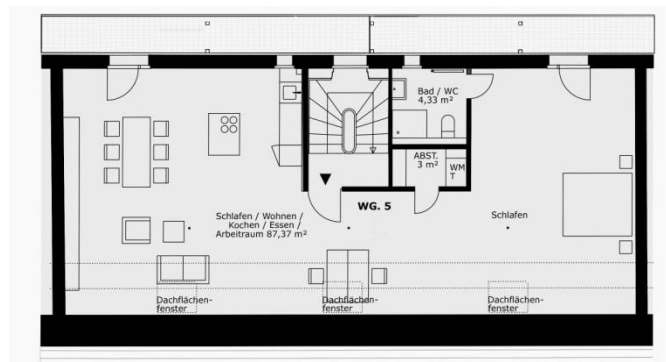 Bad / WC
4,33 m²
ABST.
3 m²
WM
T
WG. 5
Schlafen / Wohnen /
Kochen / Essen /
Arbeitraum 87,37 m²
Schlafen
Dachflächen-
fenster
Dachflächen-
fenster
Dachflächen-
fenster